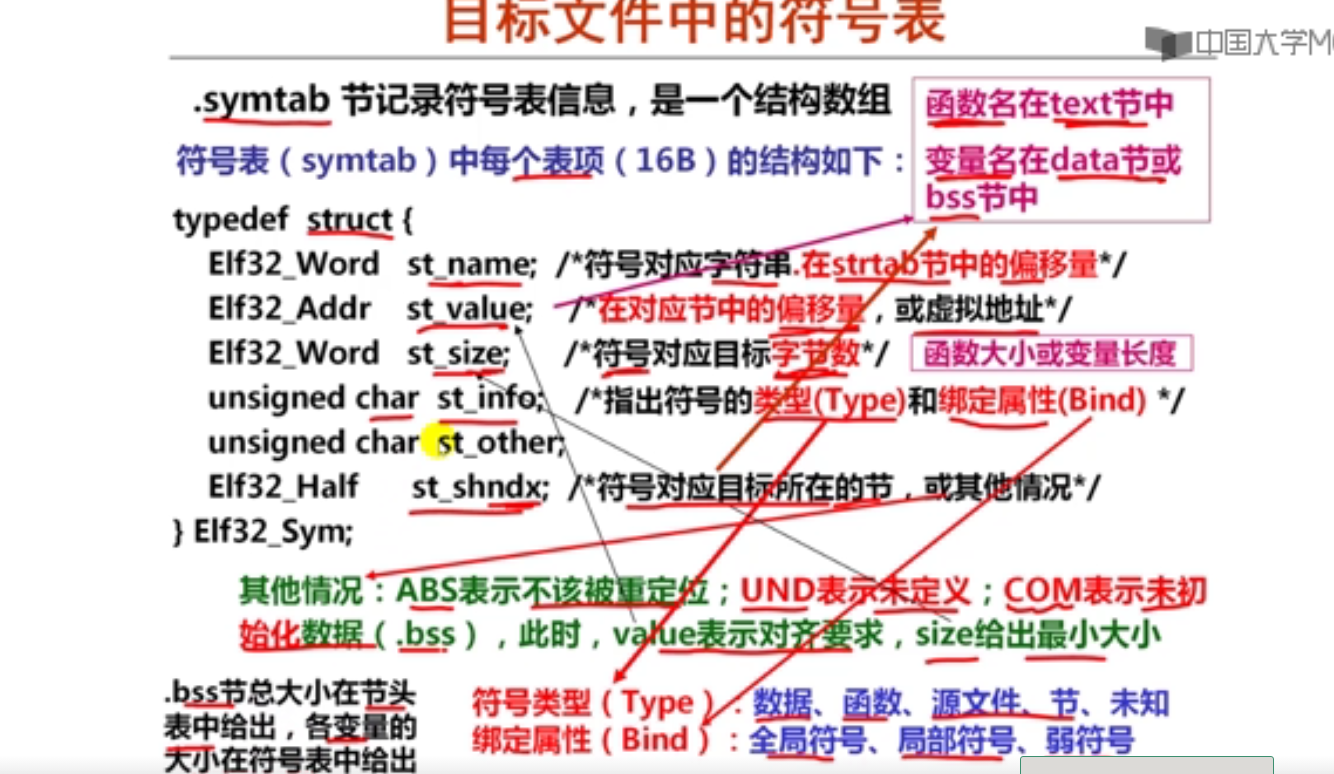 目标文件中的符号表
中国大学M
.symtab 节记录符号表信息，是一个结构数组
函数名在text节中
变量名在data节或
bss节中
符号表（symtab）中每个表项（16B）的结构如下：
typedef struct {
Elf32_Word st_name; /*符号对应字符串.在strtab节中的偏移量*/
Elf32_Addr st_value; /*在对应节中的偏移量，或虚拟地址*/
Elf32_Word st_size; /*符号对应目标字节数*/ 函数大小或变量长度
unsigned char st_info; /*指出符号的类型(Type)和绑定属性(Bind) */
unsigned char st_other;
Elf32_Half st_shndx; /*符号对应目标所在的节，或其他情况*/
} Elf32_Sym;
其他情况：ABS表示不该被重定位；UND表示未定义；COM表示未初
始化数据（.bss），此时，value表示对齐要求，size给出最小大小
.bss节总大小在节头
表中给出，各变量的
大小在符号表中给出
符号类型（Type）：数据、函数、源文件、节、未知
绑定属性（Bind）：全局符号、局部符号、弱符号